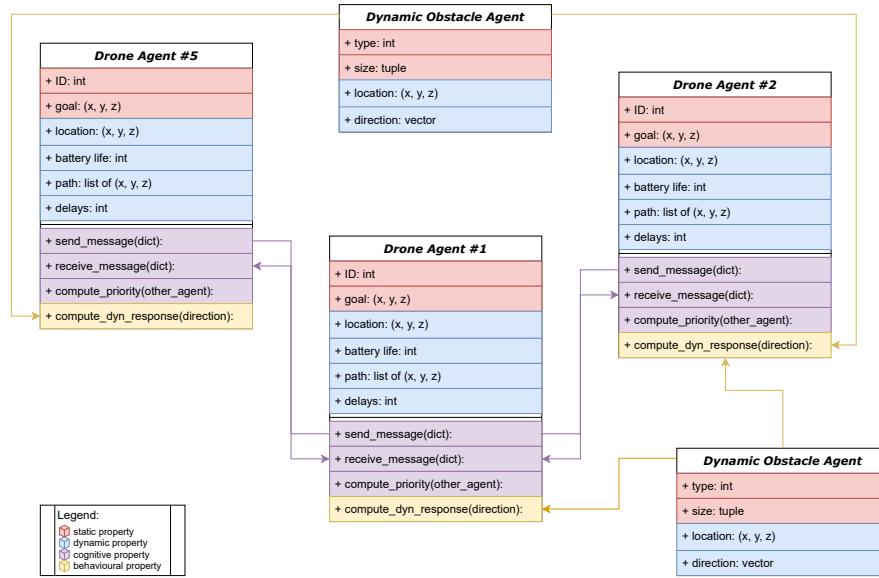 Dynamic Obstacle Agent
+ type: int
+ size: tuple
+ location: (x, y, z)
+ direction: vector
Drone Agent #5
+ ID: int
+ goal: (x, y, z)
+ location: (x, y, z)
+ battery life: int
+ path: list of (x, y, z)
+ delays: int
+ send_message(dict):
+ receive_message(dict):
+ compute_priority(other_agent):
+ compute_dyn_response(direction):
Drone Agent #2
+ ID: int
+ goal: (x, y, z)
+ location: (x, y, z)
+ battery life: int
+ path: list of (x, y, z)
+ delays: int
+ send_message(dict):
+ receive_message(dict):
+ compute_priority(other_agent):
+ compute_dyn_response(direction):
Drone Agent #1
+ ID: int
+ goal: (x, y, z)
+ location: (x, y, z)
+ battery life: int
+ path: list of (x, y, z)
+ delays: int
+ send_message(dict):
+ receive_message(dict):
+ compute_priority(other_agent):
+ compute_dyn_response(direction):
Dynamic Obstacle Agent
+ type: int
+ size: tuple
+ location: (x, y, z)
+ direction: vector
Legend:
static property
dynamic property
cognitive property
behavioural property